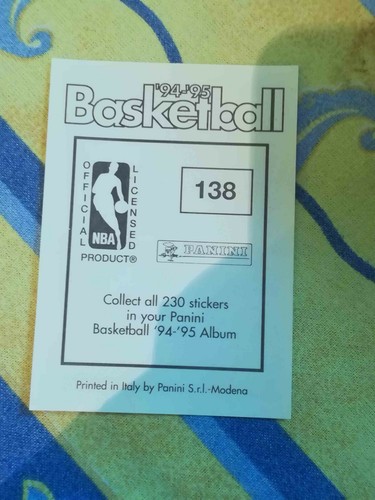 '94-'95
Basketball
OFFICIAL
LICENSED
NBA
PRODUCT®
138
PANINI
Collect all 230 stickers
in your Panini
Basketball '94-'95 Album
Printed in Italy by Panini S.r.l.-Modena